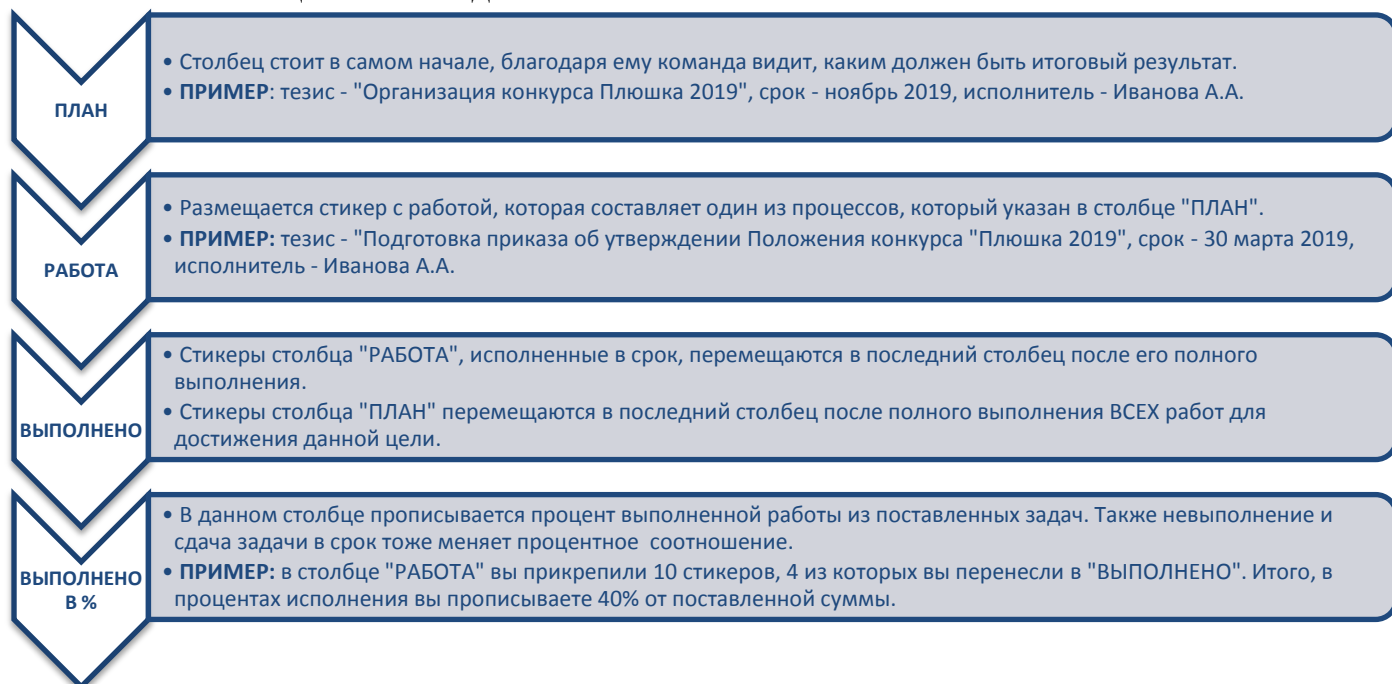 • Столбец стоит в самом начале, благодаря ему команда видит, каким должен быть итоговый результат.
• ПРИМЕР: тезис - "Организация конкурса Плюшка 2019", срок - ноябрь 2019, исполнитель - Иванова А.А.
ПЛАН
• Размещается стикер с работой, которая составляет один из процессов, который указан в столбце "ПЛАН".
• ПРИМЕР: тезис - "Подготовка приказа об утверждении Положения конкурса "Плюшка 2019", срок - 30 марта 2019,
исполнитель - Иванова А.А.
РАБОТА
• Стикеры столбца "РАБОТА", исполненные в срок, перемещаются в последний столбец после его полного
выполнения.
• Стикеры столбца "ПЛАН" перемещаются в последний столбец после полного выполнения ВСЕХ работ для
достижения данной цели.
ВЫПОЛНЕНО
• В данном столбце прописывается процент выполненной работы из поставленных задач. Также невыполнение и
сдача задачи в срок тоже меняет процентное соотношение.
• ПРИМЕР: в столбце "РАБОТА" вы прикрепили 10 стикеров, 4 из которых вы перенесли в "ВЫПОЛНЕНО". Итого, в
процентах исполнения вы прописываете 40% от поставленной суммы.
ВЫПОЛНЕНО
В %